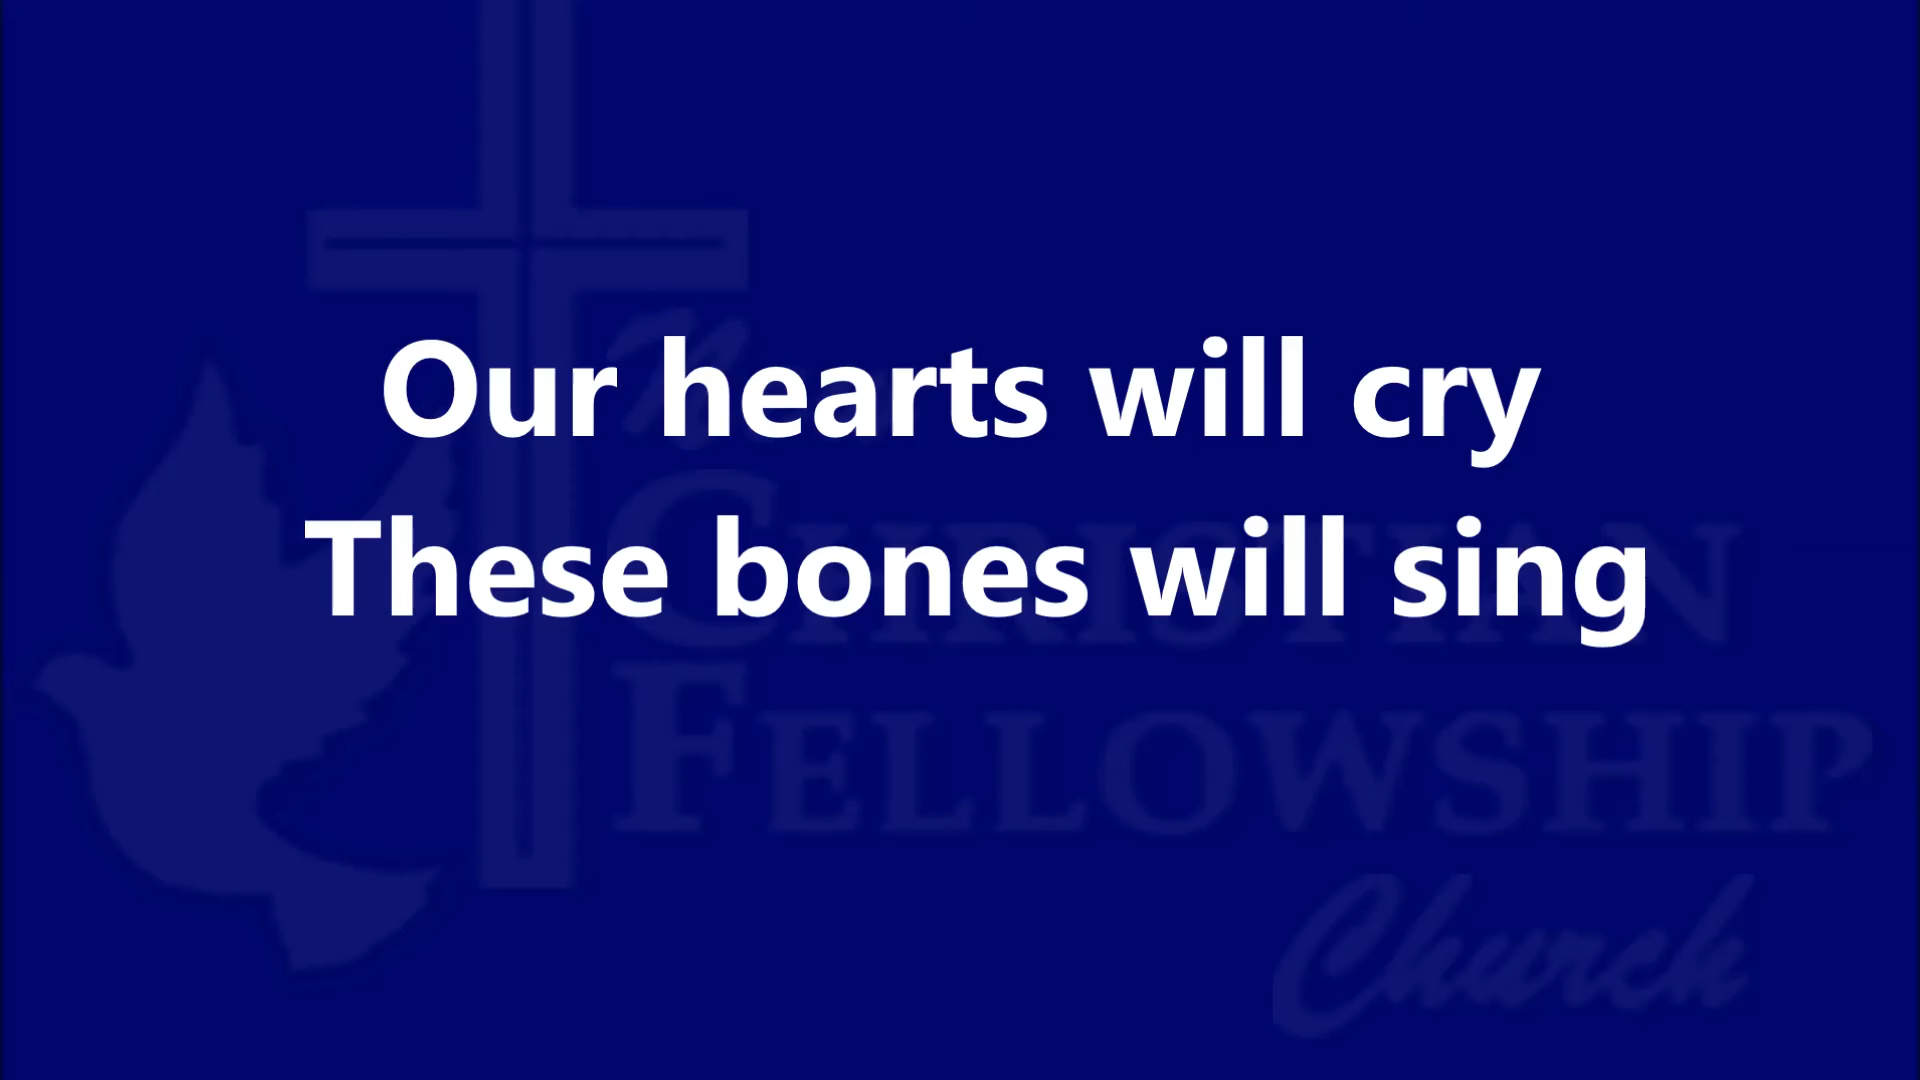 Our hearts will cry
These bones will sing
Christian
Fellowship
Church